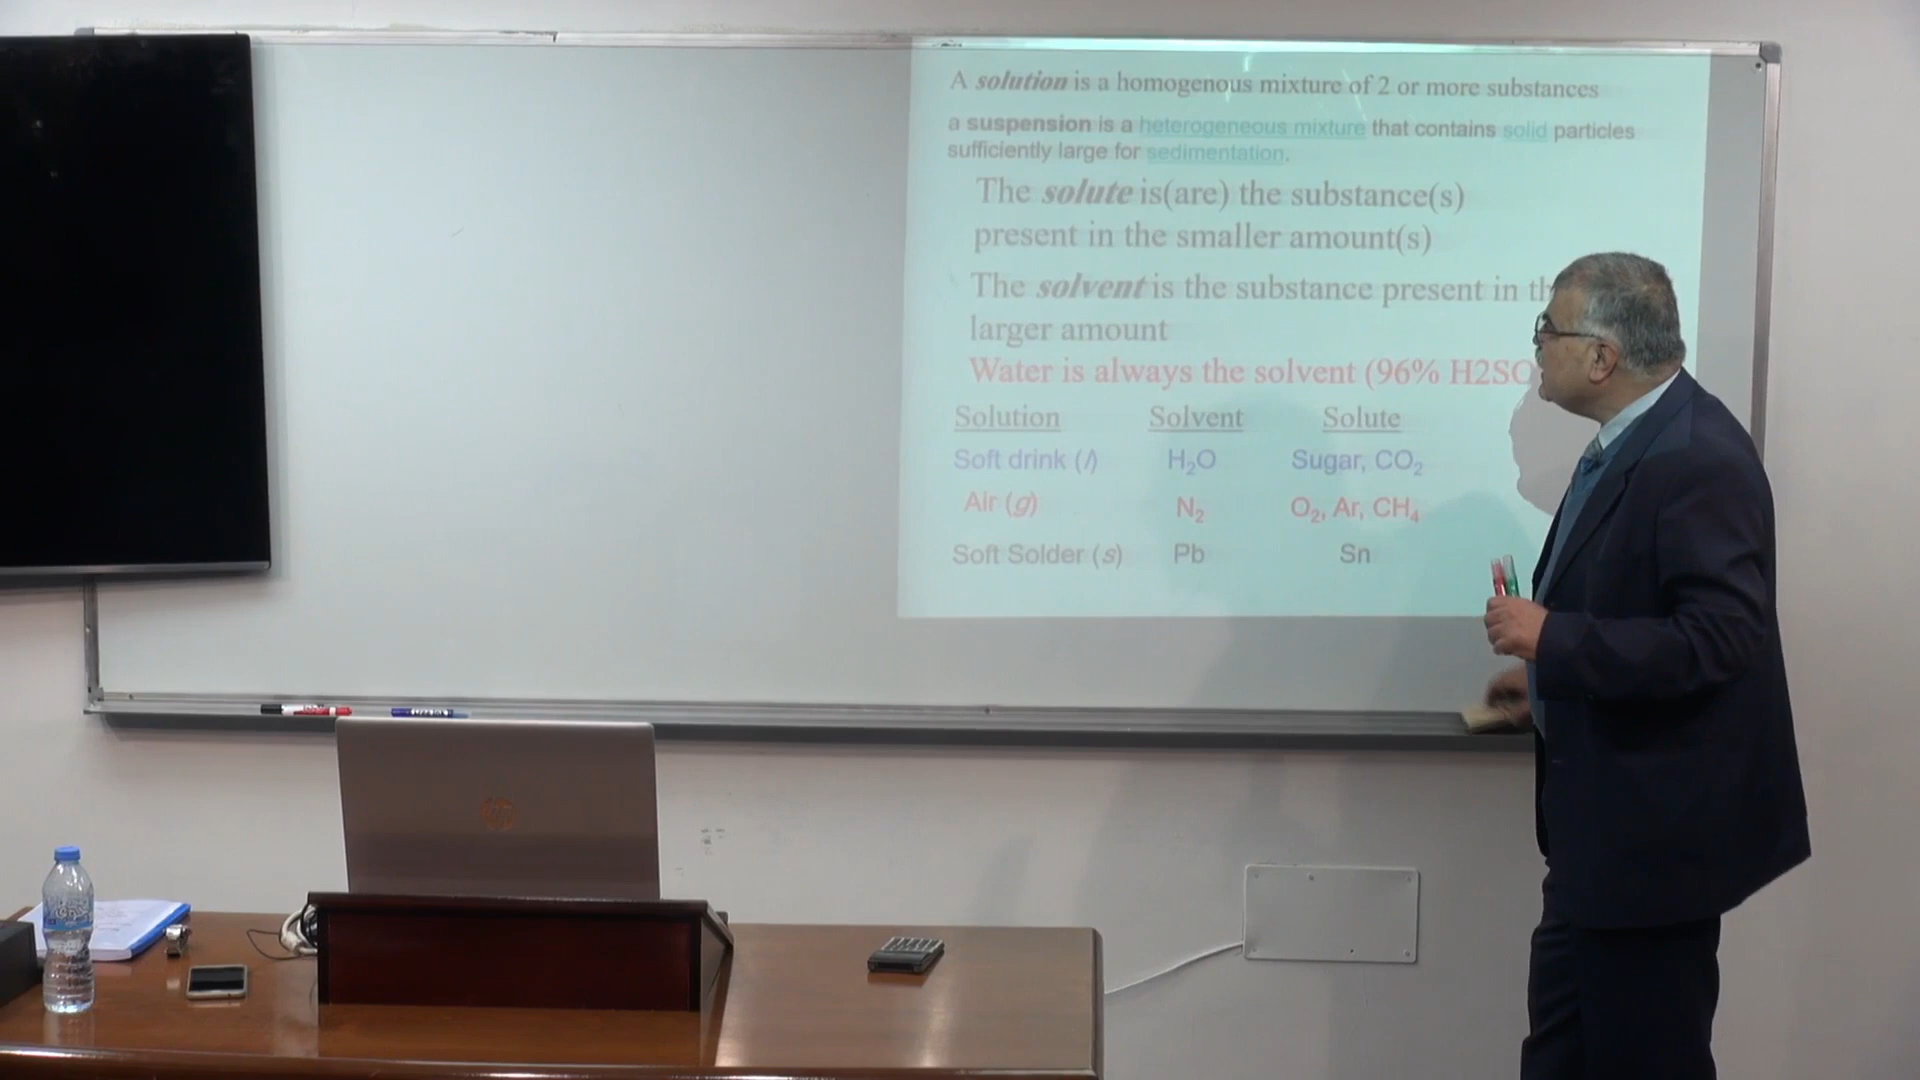 A solution is a homogenous mixture of 2 or more substances
a suspension is a heterogeneous mixture that contains solid particles
sufficiently large for sedimentation.
The solute is(are) the substance(s)
present in the smaller amount(s)
The solvent is the substance present in th
larger amount
Water is always the solvent (96% H2SO
Solution Solvent Solute
Soft drink (l) H₂O Sugar, CO₂
Air (g) N₂ O₂, Ar, CH₄
Soft Solder (s) Pb Sn
hp